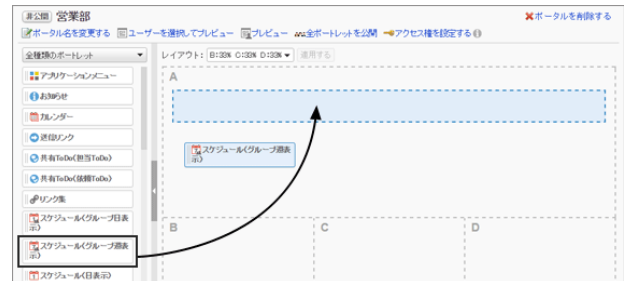 非公開 営業部
ポータルを削除する
ポータル名を変更する ユーザーを選択してプレビュー プレビュー 全ポートレットを公開 アクセス権を設定する
全種類のポートレット
レイアウト: B:33% C:33% D:33% 適用する
A
アプリケーションメニュー
お知らせ
カレンダー
迷惑リンク
共有ToDo(担当ToDo)
共有ToDo(依頼ToDo)
リンク集
スケジュール(グループ日表
示)
スケジュール(グループ週表
示)
スケジュール(日表示)
スケジュール(グループ週表
示)
B
C
D